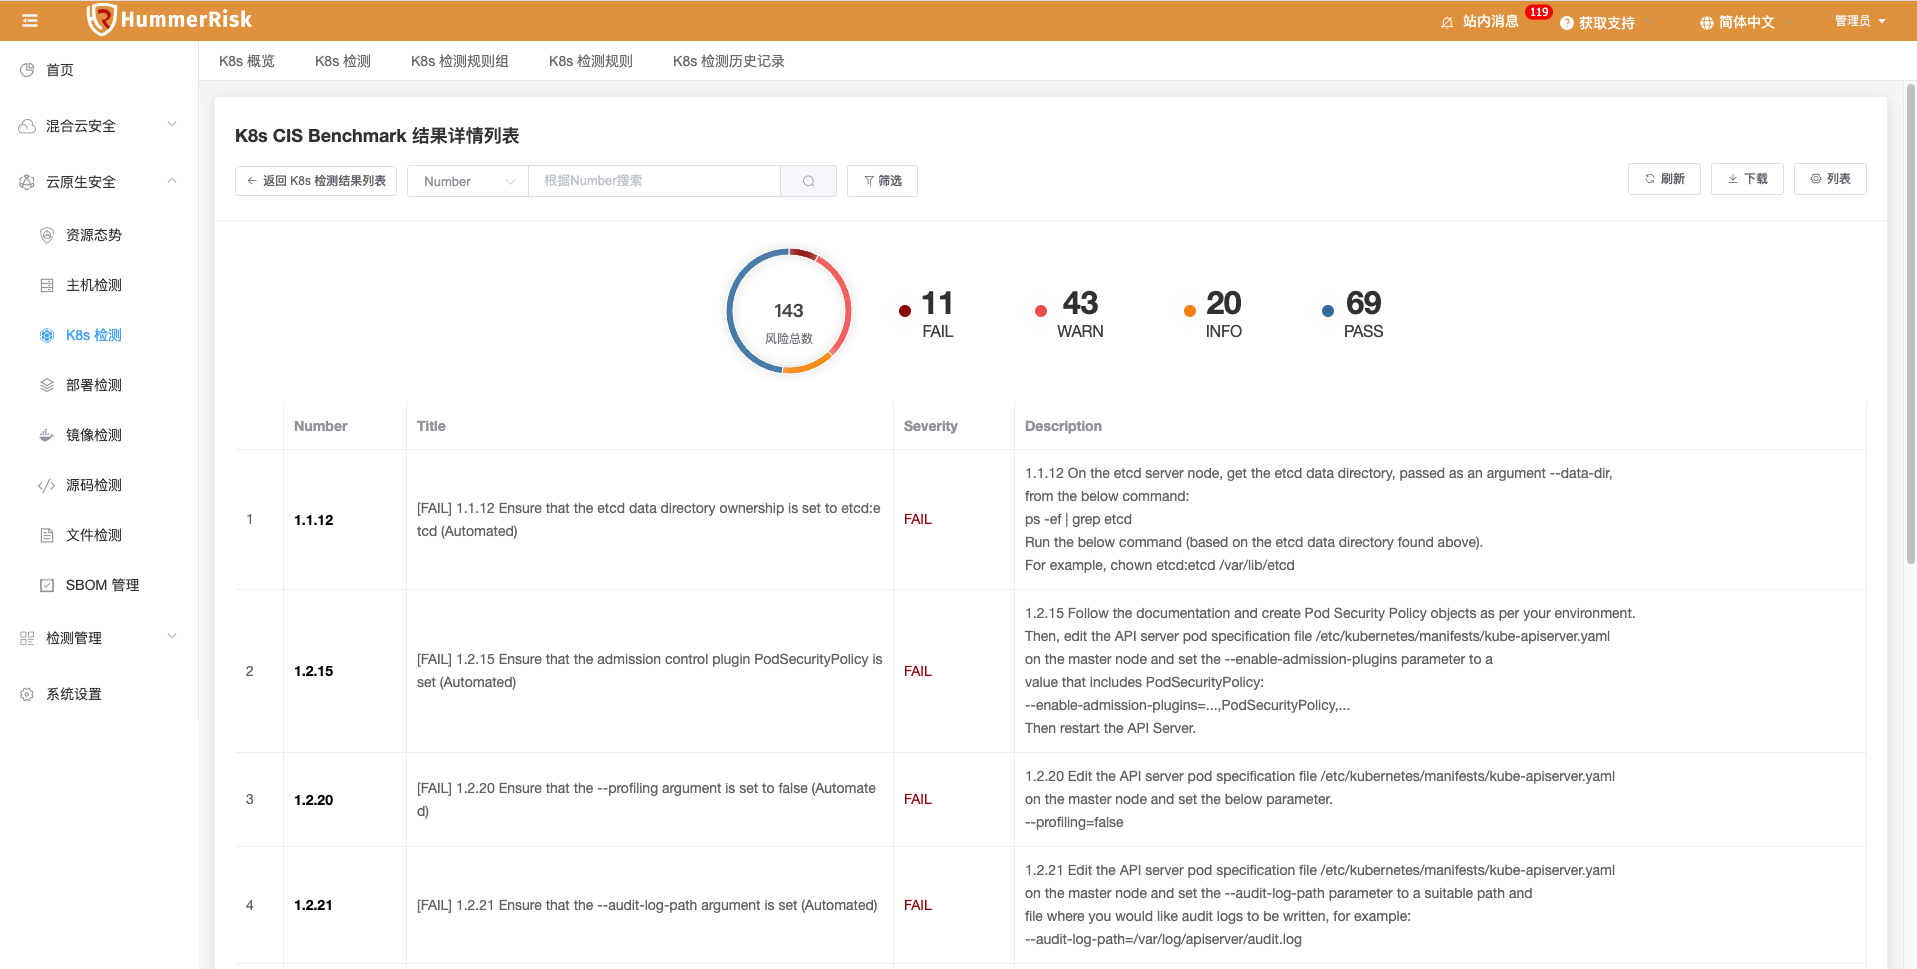 HummerRisk
站内消息
119
获取支持
简体中文
管理员
首页
混合云安全
云原生安全
资源态势
主机检测
K8s 检测
部署检测
镜像检测
源码检测
文件检测
SBOM 管理
检测管理
系统设置
K8s 概览
K8s 检测
K8s 检测规则组
K8s 检测规则
K8s 检测历史记录
K8s CIS Benchmark 结果详情列表
返回 K8s 检测结果列表
Number
根据Number搜索
筛选
刷新
下载
列表
143
风险总数
11
FAIL
43
WARN
20
INFO
69
PASS
Number
Title
Severity
Description
1
1.1.12
[FAIL] 1.1.12 Ensure that the etcd data directory ownership is set to etcd:e
tcd (Automated)
FAIL
1.1.12 On the etcd server node, get the etcd data directory, passed as an argument --data-dir,
from the below command:
ps -ef | grep etcd
Run the below command (based on the etcd data directory found above).
For example, chown etcd:etcd /var/lib/etcd
2
1.2.15
[FAIL] 1.2.15 Ensure that the admission control plugin PodSecurityPolicy is
set (Automated)
FAIL
1.2.15 Follow the documentation and create Pod Security Policy objects as per your environment.
Then, edit the API server pod specification file /etc/kubernetes/manifests/kube-apiserver.yaml
on the master node and set the --enable-admission-plugins parameter to a
value that includes PodSecurityPolicy:
--enable-admission-plugins=...,PodSecurityPolicy,...
Then restart the API Server.
3
1.2.20
[FAIL] 1.2.20 Ensure that the --profiling argument is set to false (Automate
d)
FAIL
1.2.20 Edit the API server pod specification file /etc/kubernetes/manifests/kube-apiserver.yaml
on the master node and set the below parameter.
--profiling=false
4
1.2.21
[FAIL] 1.2.21 Ensure that the --audit-log-path argument is set (Automated)
FAIL
1.2.21 Edit the API server pod specification file /etc/kubernetes/manifests/kube-apiserver.yaml
on the master node and set the --audit-log-path parameter to a suitable path and
file where you would like audit logs to be written, for example:
--audit-log-path=/var/log/apiserver/audit.log